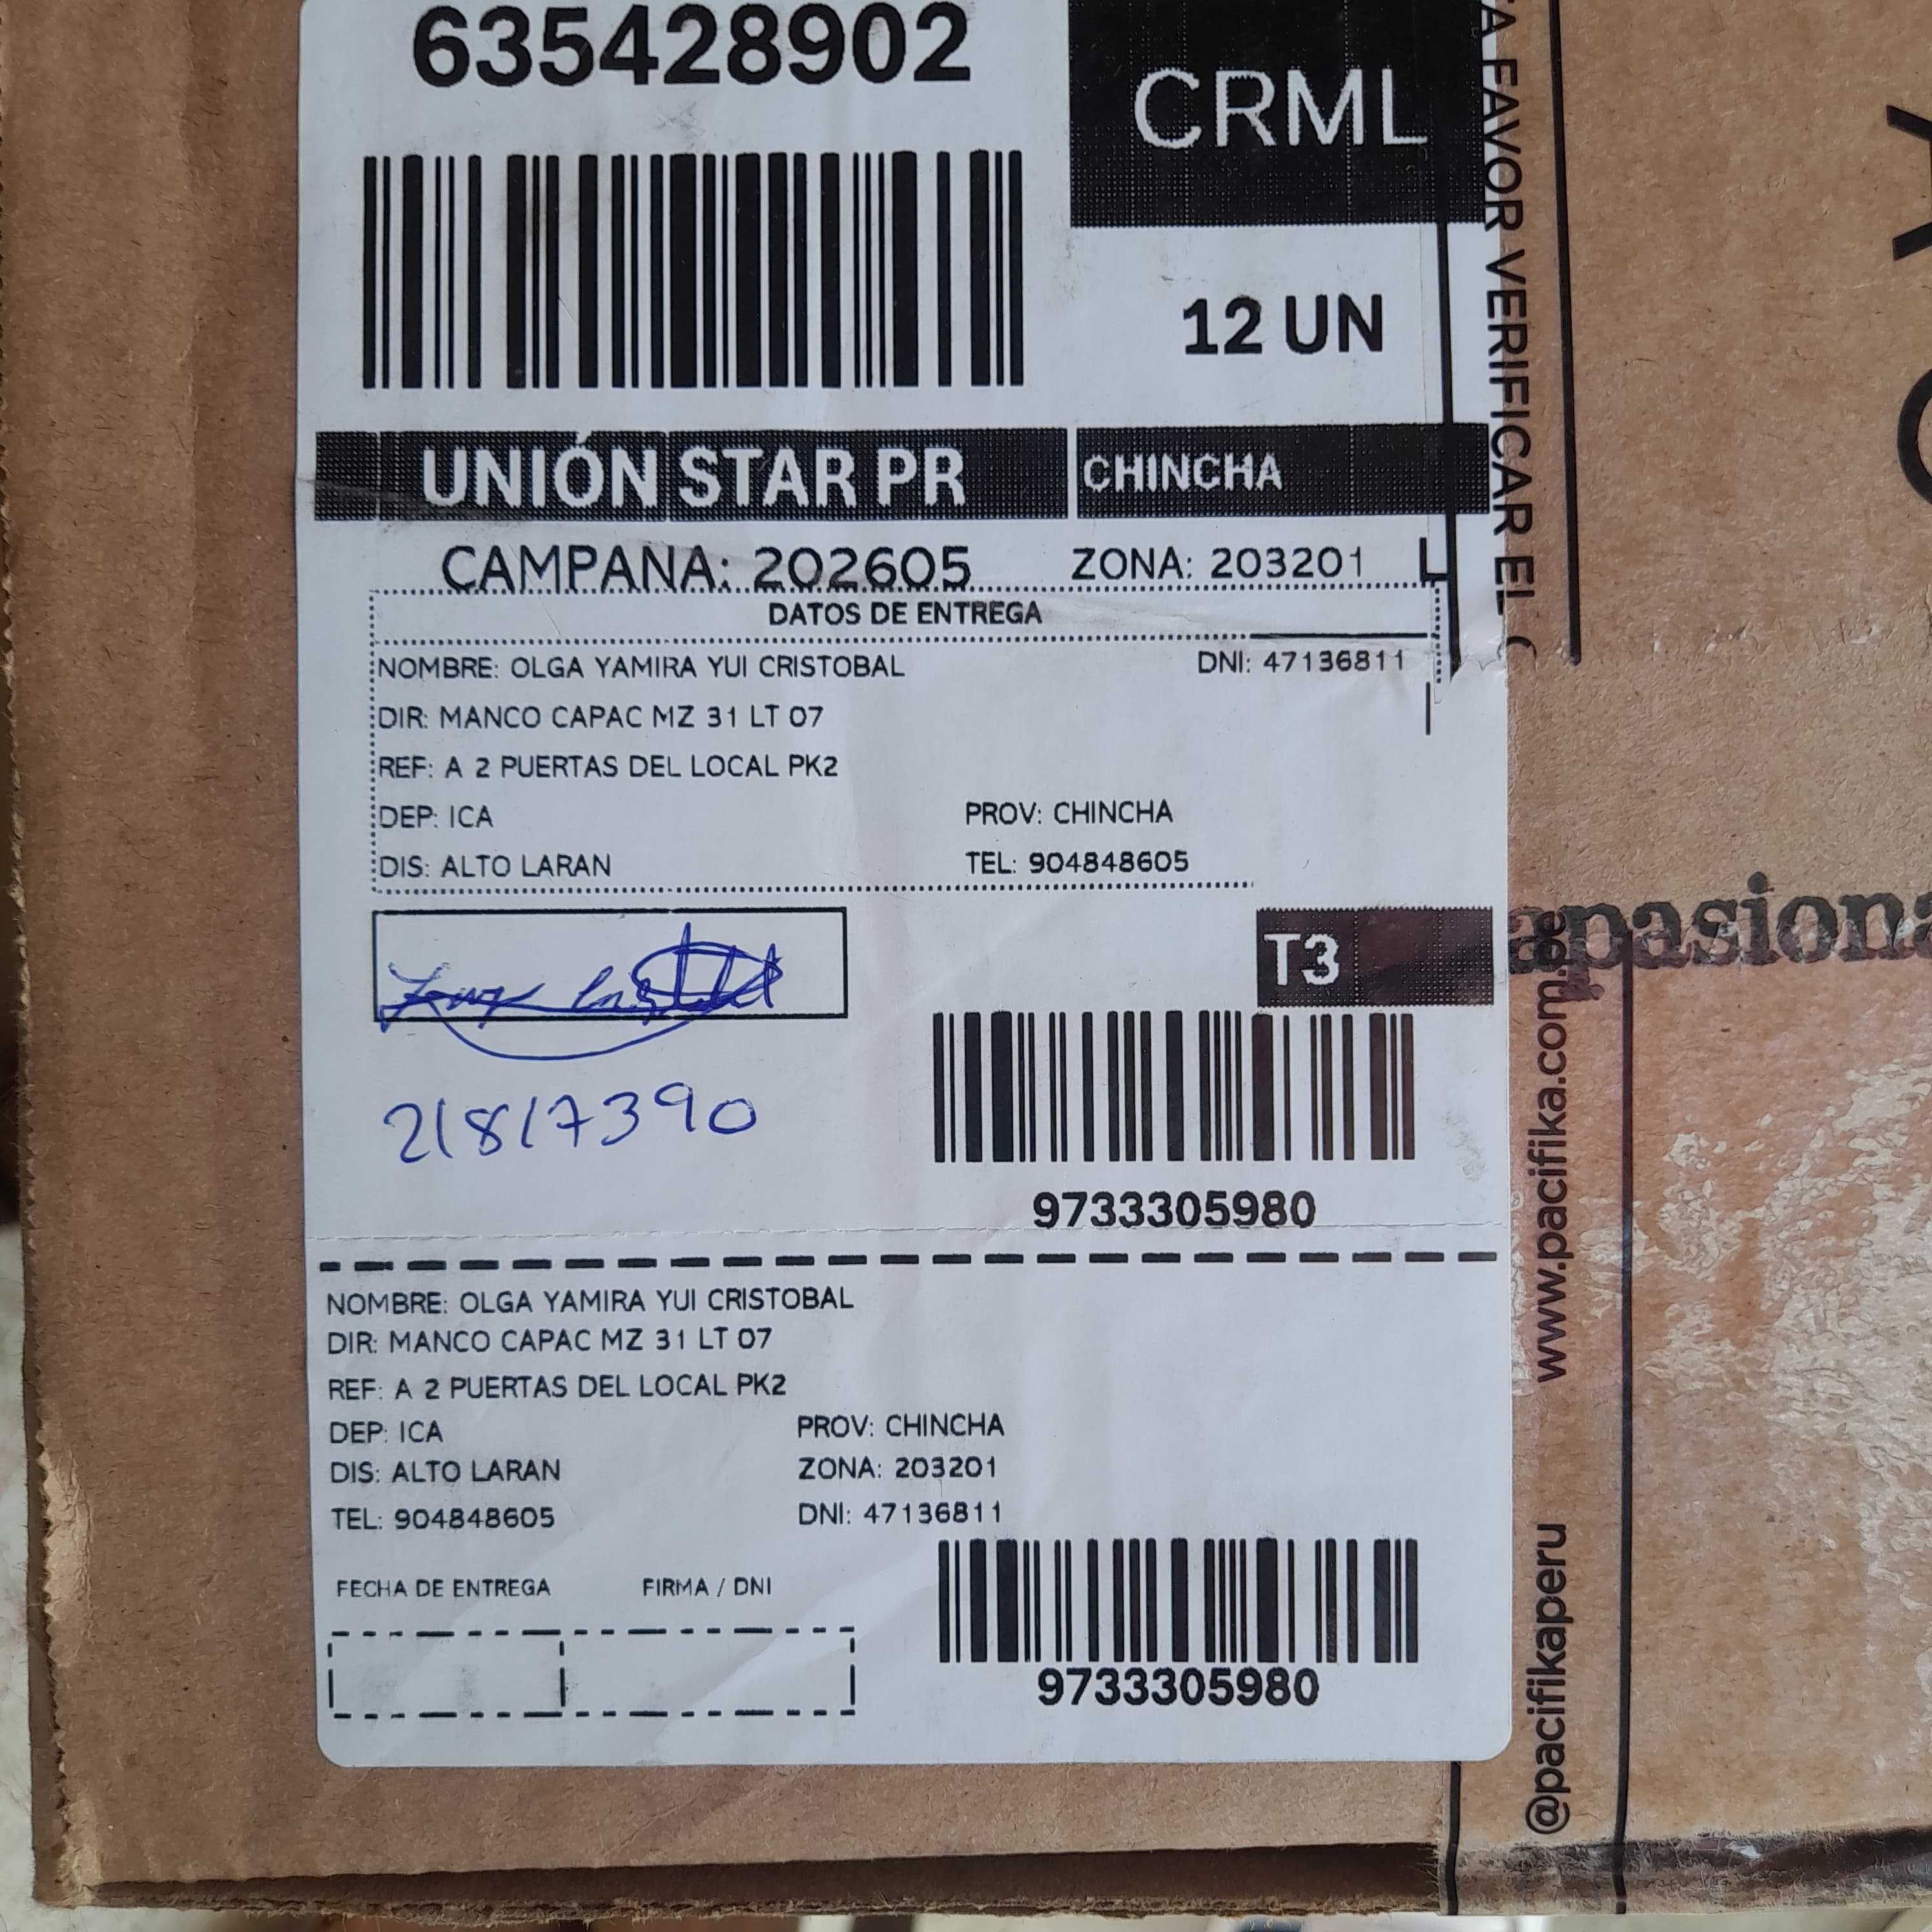 635428902
CRML
12 UN
UNIÓN STAR PR
CHINCHA
CAMPANA: 202605
ZONA: 203201
DATOS DE ENTREGA
NOMBRE: OLGA YAMIRA YUI CRISTOBAL
DNI: 47136811
DIR: MANCO CAPAC MZ 31 LT 07
REF: A 2 PUERTAS DEL LOCAL PK2
DEP: ICA
PROV: CHINCHA
DIS: ALTO LARAN
TEL: 904848605
T3
21817390
9733305980
NOMBRE: OLGA YAMIRA YUI CRISTOBAL
DIR: MANCO CAPAC MZ 31 LT 07
REF: A 2 PUERTAS DEL LOCAL PK2
DEP: ICA
PROV: CHINCHA
DIS: ALTO LARAN
ZONA: 203201
TEL: 904848605
DNI: 47136811
FECHA DE ENTREGA
FIRMA / DNI
9733305980
FAVOR VERIFICAR EL
www.pacifika.com.pe
@pacifikaperu